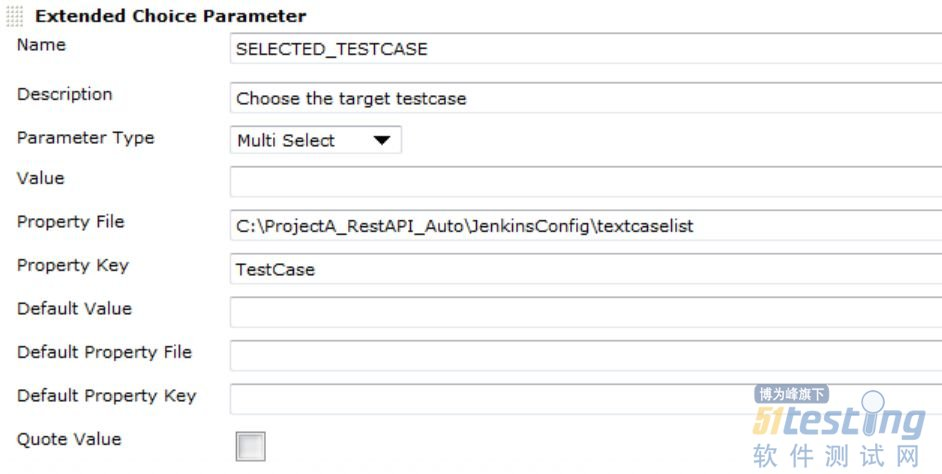 Extended Choice Parameter
Name SELECTED_TESTCASE
Description Choose the target testcase
Parameter Type Multi Select
Value
Property File C:\ProjectA_RestAPI_Auto\JenkinsConfig\textcaselist
Property Key TestCase
Default Value
Default Property File
Default Property Key
Quote Value
博为峰旗下
51testing
软件测试网